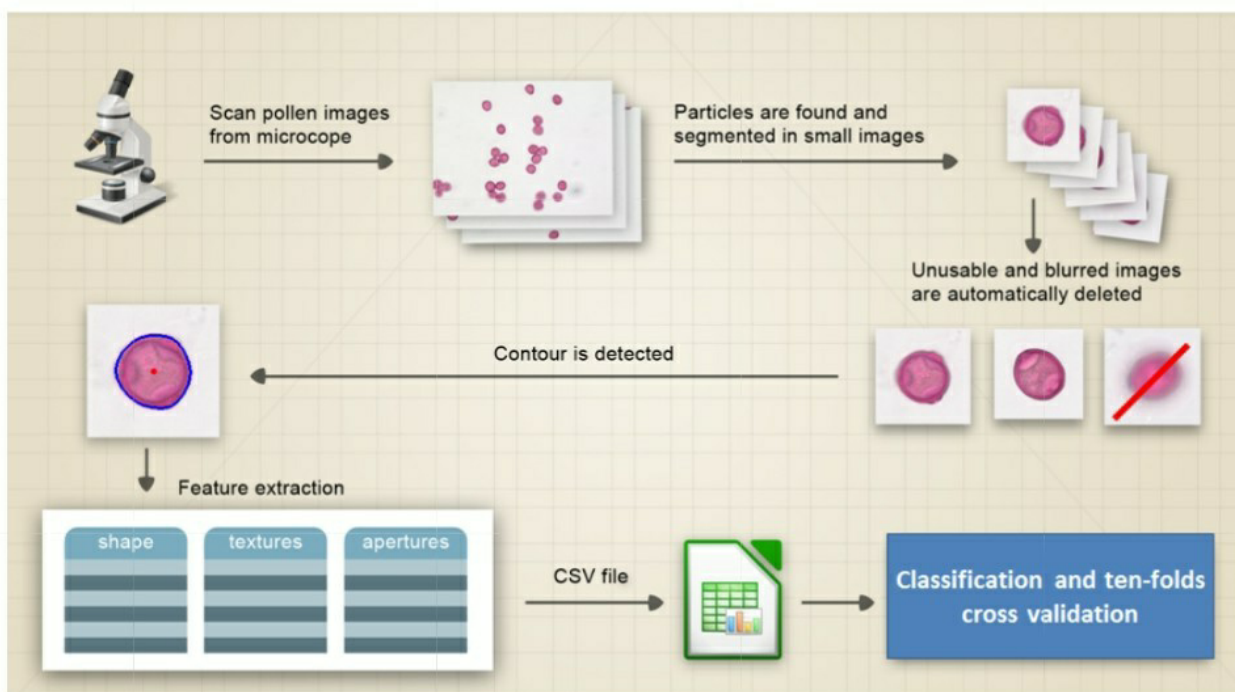 Scan pollen images
from microcope
Particles are found and
segmented in small images
Unusable and blurred images
are automatically deleted
Contour is detected
Feature extraction
shape
textures
apertures
CSV file
Classification and ten-folds
cross validation